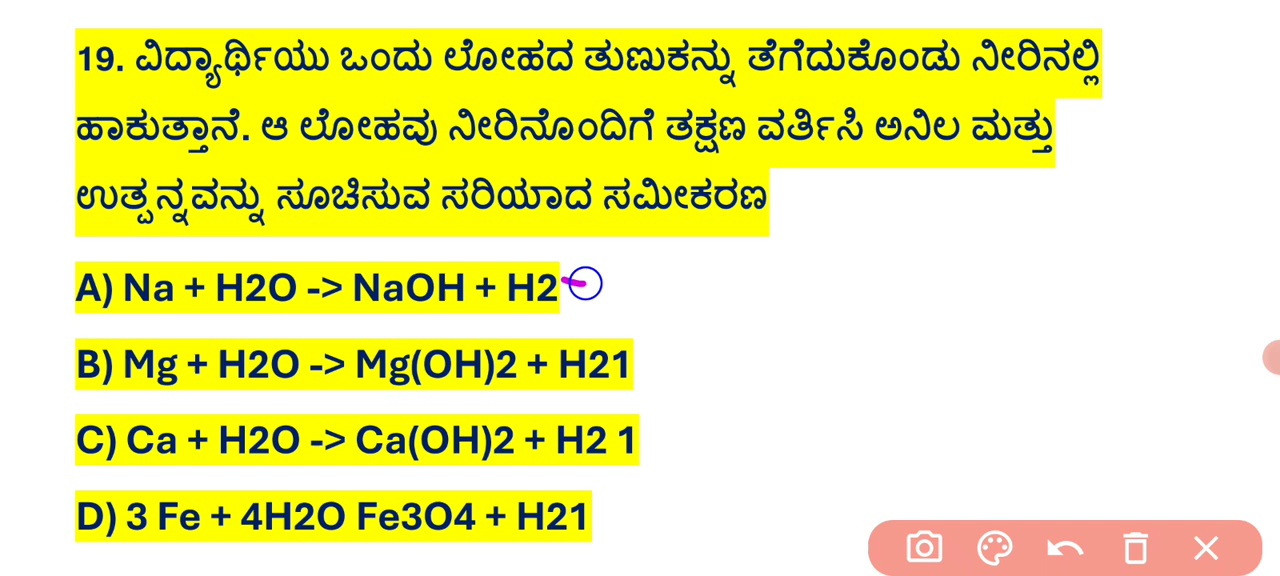 19. ವಿದ್ಯಾರ್ಥಿಯು ಒಂದು ಲೋಹದ ತುಣುಕನ್ನು ತೆಗೆದುಕೊಂಡು ನೀರಿನಲ್ಲಿ
ಹಾಕುತ್ತಾನೆ. ಆ ಲೋಹವು ನೀರಿನೊಂದಿಗೆ ತಕ್ಷಣ ವರ್ತಿಸಿ ಅನಿಲ ಮತ್ತು
ಉತ್ಪನ್ನವನ್ನು ಸೂಚಿಸುವ ಸರಿಯಾದ ಸಮೀಕರಣ
A) Na + H2O -> NaOH + H2
B) Mg + H2O -> Mg(OH)2 + H21
C) Ca + H2O -> Ca(OH)2 + H2 1
D) 3 Fe + 4H2O Fe3O4 + H21